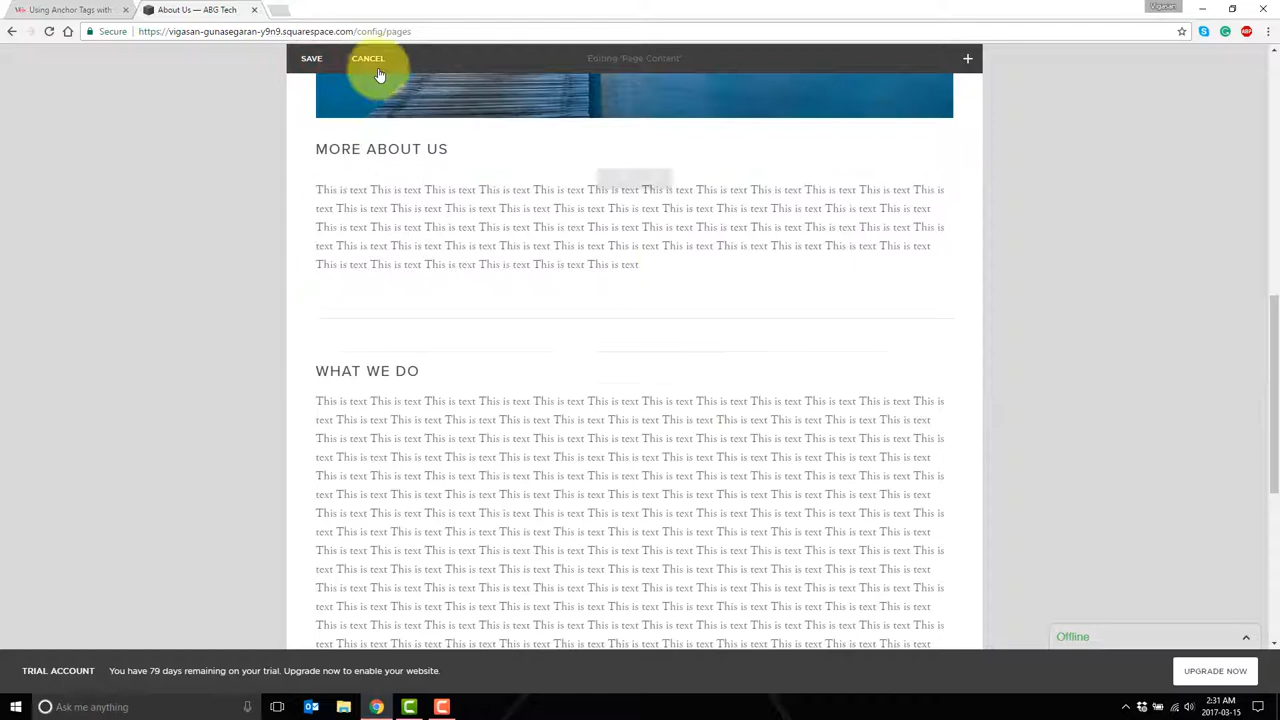 Using Anchor Tags with
About Us — ABG Tech
Vigasan
Secure https://vigasan-gunasegaran-y9n9.squarespace.com/config/pages
SAVE CANCEL Editing 'Page Content' +
MORE ABOUT US
This is text This is text This is text This is text This is text This is text This is text This is text This is text This is text This is text This is
text This is text This is text This is text This is text This is text This is text This is text This is text This is text This is text This is text
This is text This is text This is text This is text This is text This is text This is text This is text This is text This is text This is text This is
text This is text This is text This is text This is text This is text This is text This is text This is text This is text This is text This is text
This is text This is text This is text This is text This is text This is text
WHAT WE DO
This is text This is text This is text This is text This is text This is text This is text This is text This is text This is text This is text This is
text This is text This is text This is text This is text This is text This is text This is text This is text This is text This is text This is text
This is text This is text This is text This is text This is text This is text This is text This is text This is text This is text This is text This is
text This is text This is text This is text This is text This is text This is text This is text This is text This is text This is text This is text
This is text This is text This is text This is text This is text This is text This is text This is text This is text This is text This is text This is
text This is text This is text This is text This is text This is text This is text This is text This is text This is text This is text This is text
This is text This is text This is text This is text This is text This is text This is text This is text This is text This is text This is text This is
text This is text This is text This is text This is text This is text This is text This is text This is text This is text This is text This is text
This is text This is text This is text This is text This is text This is text This is text This is text This is text This is text This is text This is
text This is text This is text This is text This is text This is text This is text This is text This is text This is text This is text This is text
This is text This is text This is text This is text This is text This is text This is text This is text This is text This is text This is text This is
text This is text This is text This is text This is text This is text This is text This is text This is text This is text This is text This is text
This is text This is text This is text This is text This is text This is text This is text This is text This is text This is text This is text This is
text This is text This is text This is text This is text This is text This is text This is text This is text This is text This is text This is text
Offline
TRIAL ACCOUNT You have 79 days remaining on your trial. Upgrade now to enable your website. UPGRADE NOW
Ask me anything
2:31 AM
2017-03-15